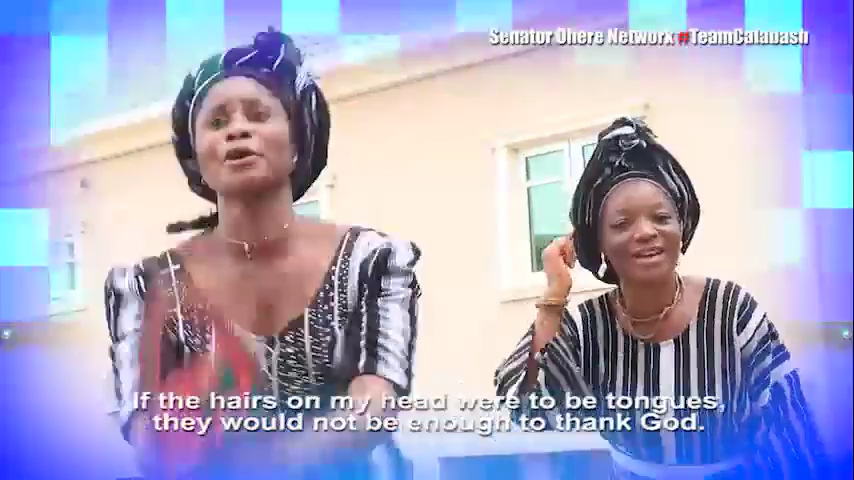 Senator Ohere Networx#TeamCalabash
If the hairs on my head were to be tongues,
they would not be enough to thank God.